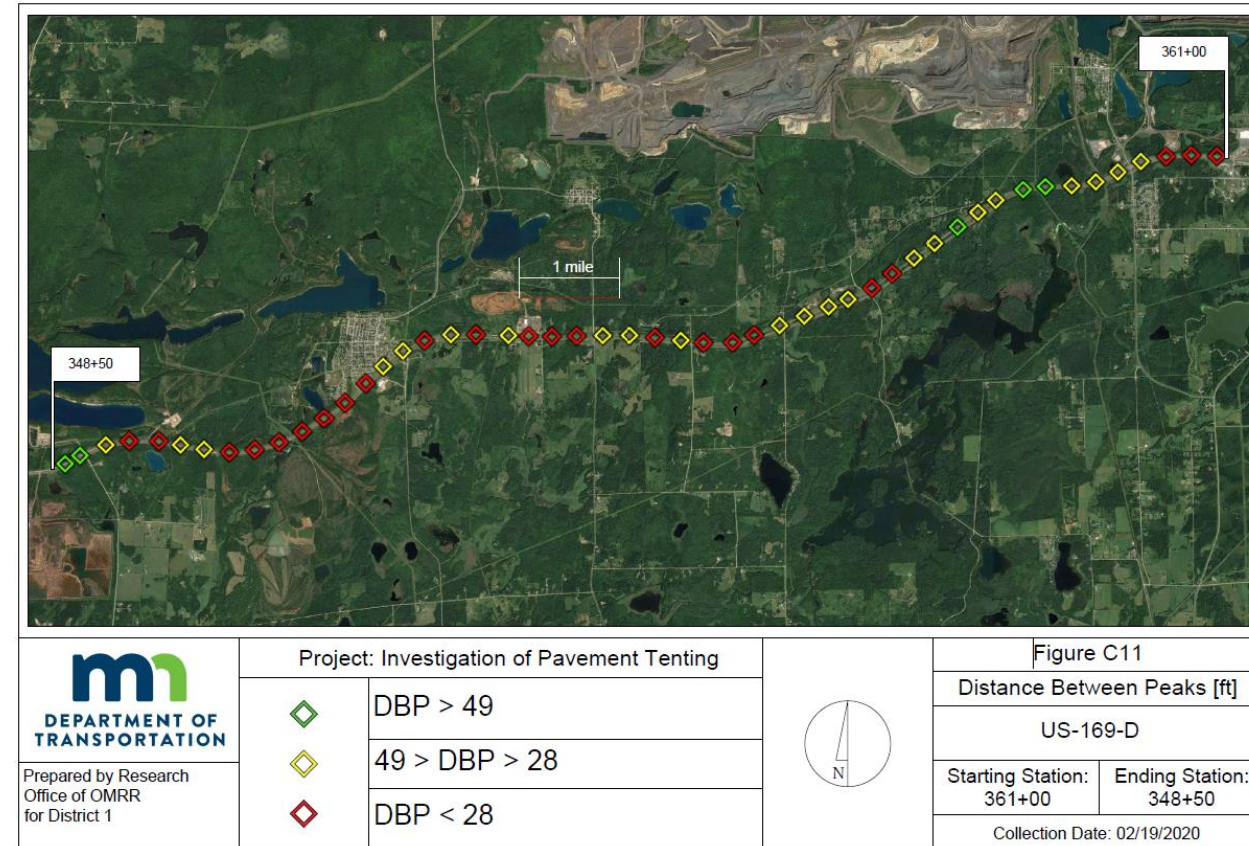 361+00
1 mile
348+50
mn
DEPARTMENT OF
TRANSPORTATION
Prepared by Research
Office of OMRR
for District 1
Project: Investigation of Pavement Tenting
DBP > 49
49 > DBP > 28
DBP < 28
N
Figure C11
Distance Between Peaks [ft]
US-169-D
Starting Station:
361+00
Ending Station:
348+50
Collection Date: 02/19/2020